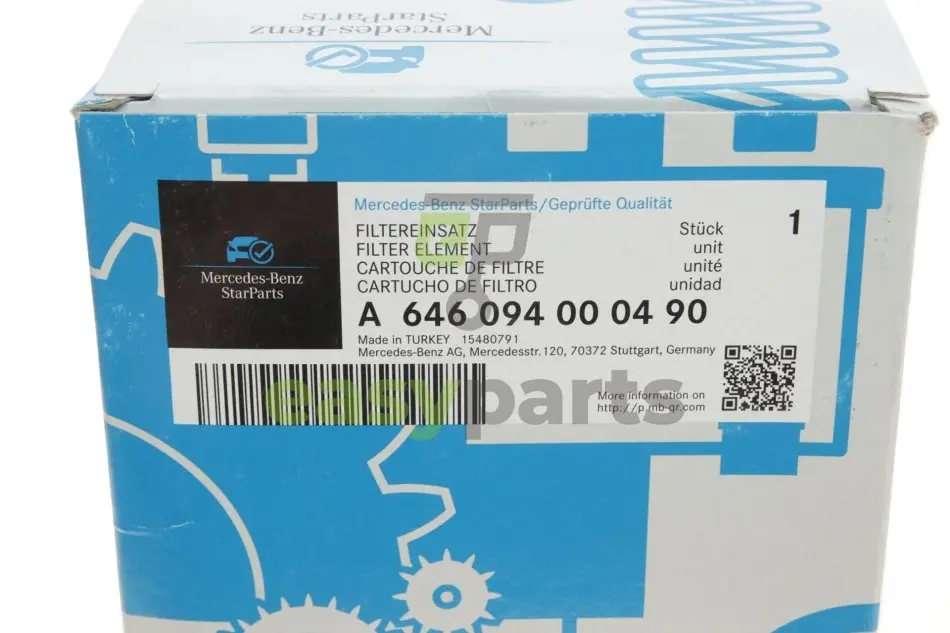 Mercedes-Benz
StarParts
Mercedes-Benz
StarParts
Mercedes-Benz StarParts/Geprüfte Qualität
FILTEREINSATZ Stück 1
FILTER ELEMENT unit
CARTOUCHE DE FILTRE unité
CARTUCHO DE FILTRO unidad
A 646 094 00 04 90
Made in TURKEY 15480791
Mercedes-Benz AG, Mercedesstr.120, 70372 Stuttgart, Germany
More information on
http://p.mb-qr.com
easyparts